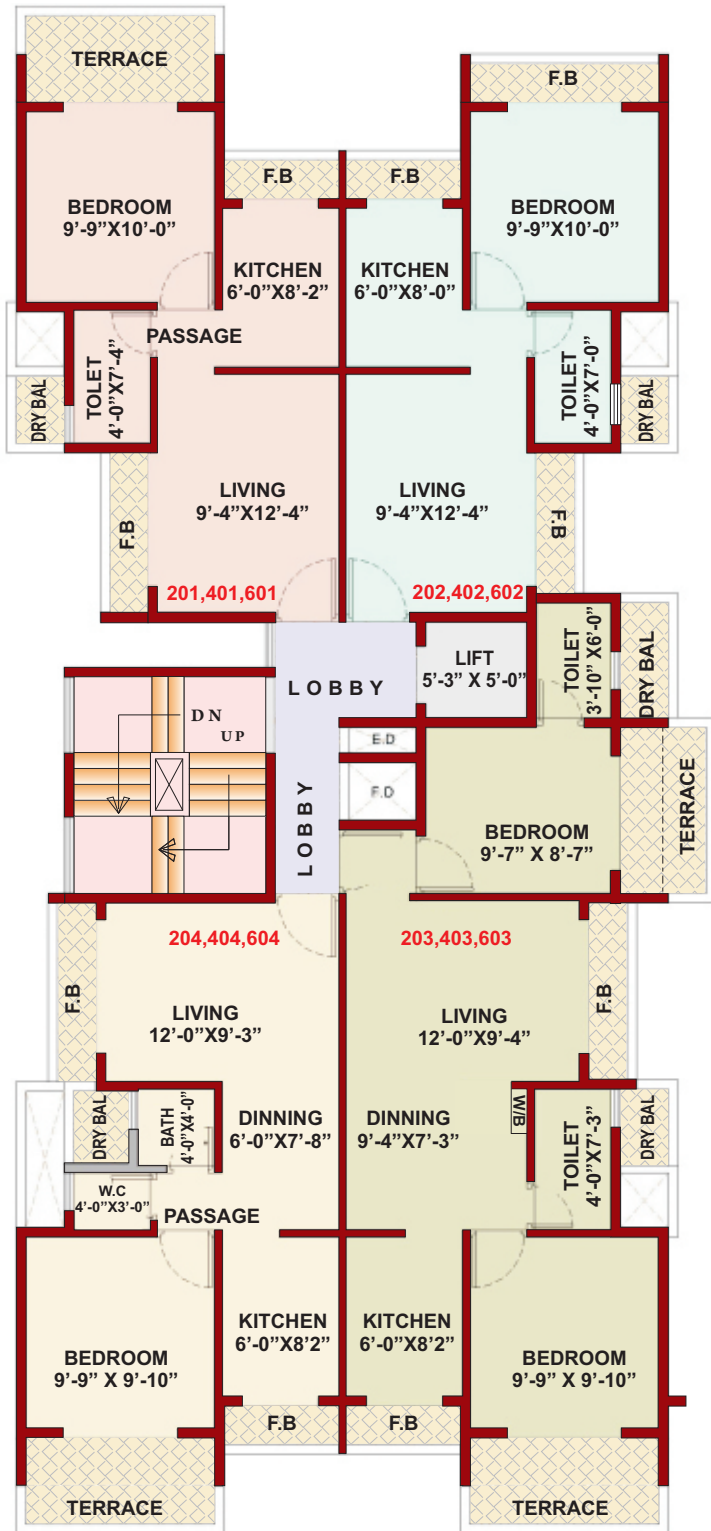 TERRACE
F.B
F.B
F.B
BEDROOM
9’-9”X10’-0”
BEDROOM
9’-9”X10’-0”
KITCHEN
6’-0”X8’-2”
KITCHEN
6’-0”X8’-0”
PASSAGE
TOLET
4’-0”X7’-4”
TOILET
4’-0”X7’-0”
DRY BAL
DRY BAL
LIVING
9’-4”X12’-4”
LIVING
9’-4”X12’-4”
F.B
F.B
201,401,601
202,402,602
LOBBY
LIFT
5’-3” X 5’-0”
TOILET
3’-10” X6’-0”
DRY BAL
DN
UP
E.D
F.D
LOBBY
BEDROOM
9’-7” X 8’-7”
TERRACE
204,404,604
203,403,603
F.B
LIVING
12’-0”X9’-3”
LIVING
12’-0”X9’-4”
F.B
DRY BAL
BATH
4’-0”X4’-0”
DINNING
6’-0”X7’-8”
DINNING
9’-4”X7’-3”
W/B
TOILET
4’-0”X7’-3”
DRY BAL
W.C
4’-0”X3’-0”
PASSAGE
KITCHEN
6’-0”X8’2”
KITCHEN
6’-0”X8’2”
BEDROOM
9’-9” X 9’-10”
BEDROOM
9’-9” X 9’-10”
F.B
F.B
TERRACE
TERRACE